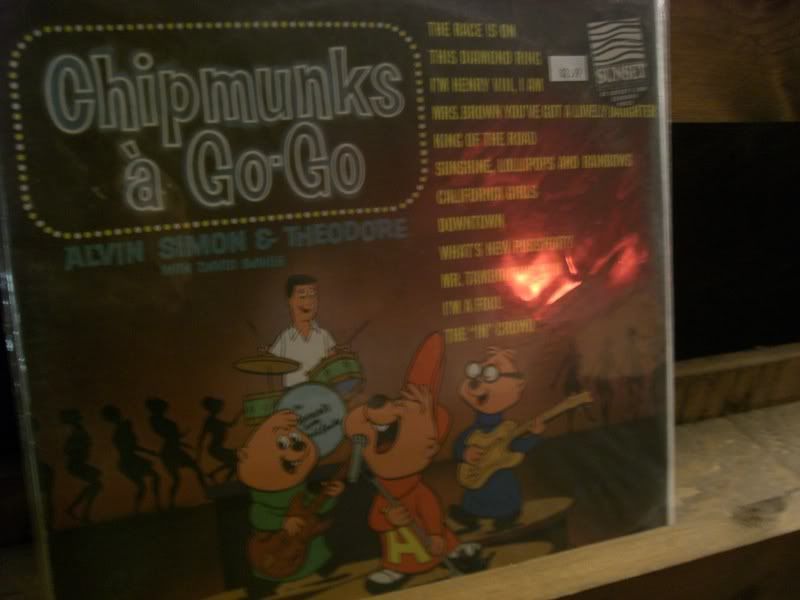 Chipmunks
à Go-Go
ALVIN SIMON & THEODORE
WITH DAVID SEVILLE
THE RACE IS ON
THIS DIAMOND RING
I'M HENRY VIII, I AM
MRS. BROWN YOU'VE GOT A LOVELY DAUGHTER
KING OF THE ROAD
SUNSHINE, LOLLIPOPS AND RAINBOWS
CALIFORNIA GIRLS
DOWNTOWN
WHAT'S NEW PUSSYCAT?
MR.
I'M A FOOL
THE "IN" CROWD
SUNSET
A